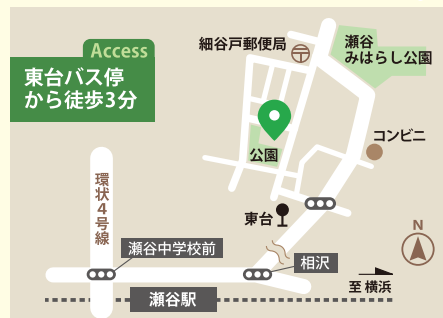 Access
東台バス停
から徒歩3分
細谷戸郵便局
瀬谷
みはらし公園
公園
コンビニ
東台
環状4号線
瀬谷中学校前
相沢
N
至 横浜
瀬谷駅